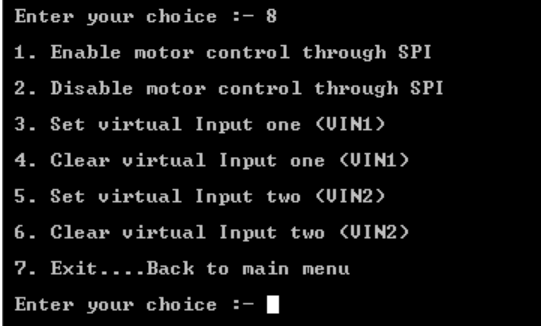 Enter your choice :- 8
1. Enable motor control through SPI
2. Disable motor control through SPI
3. Set virtual Input one (VIN1)
4. Clear virtual Input one (VIN1)
5. Set virtual Input two (VIN2)
6. Clear virtual Input two (VIN2)
7. Exit....Back to main menu
Enter your choice :-